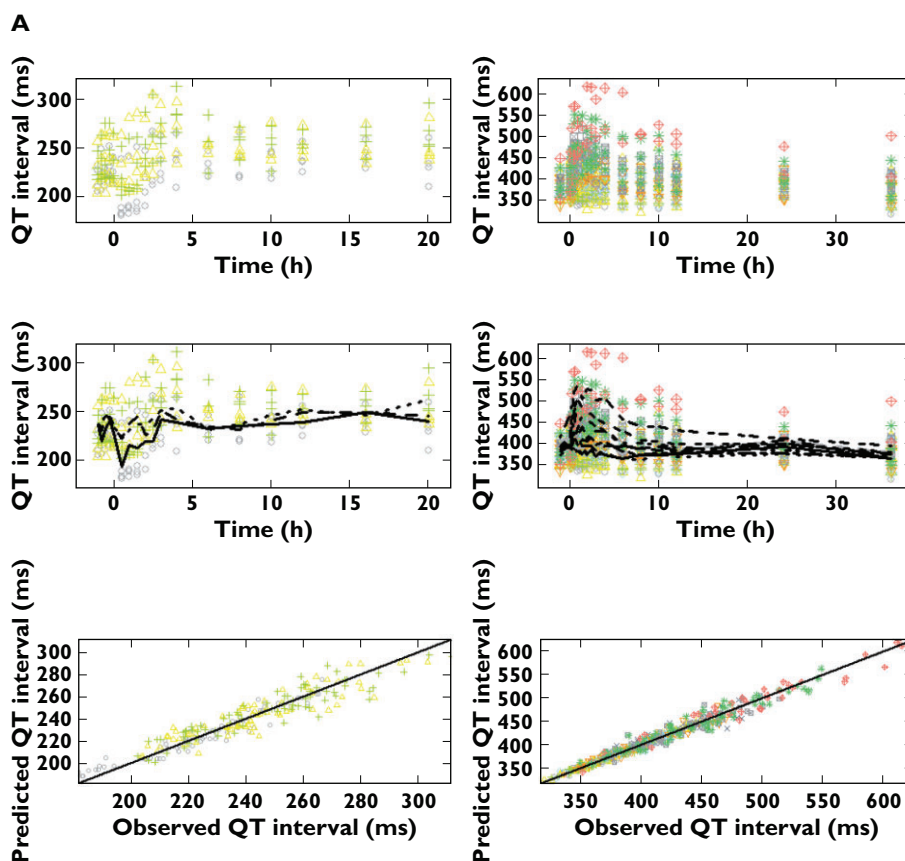 A
QT interval (ms)
300
250
200
0 5 10 15 20
Time (h)
QT interval (ms)
600
550
500
450
400
350
0 10 20 30
Time (h)
QT interval (ms)
300
250
200
0 5 10 15 20
Time (h)
QT interval (ms)
600
550
500
450
400
350
0 10 20 30
Time (h)
Predicted QT interval (ms)
300
280
260
240
220
200
200 220 240 260 280 300
Observed QT interval (ms)
Predicted QT interval (ms)
600
550
500
450
400
350
350 400 450 500 550 600
Observed QT interval (ms)